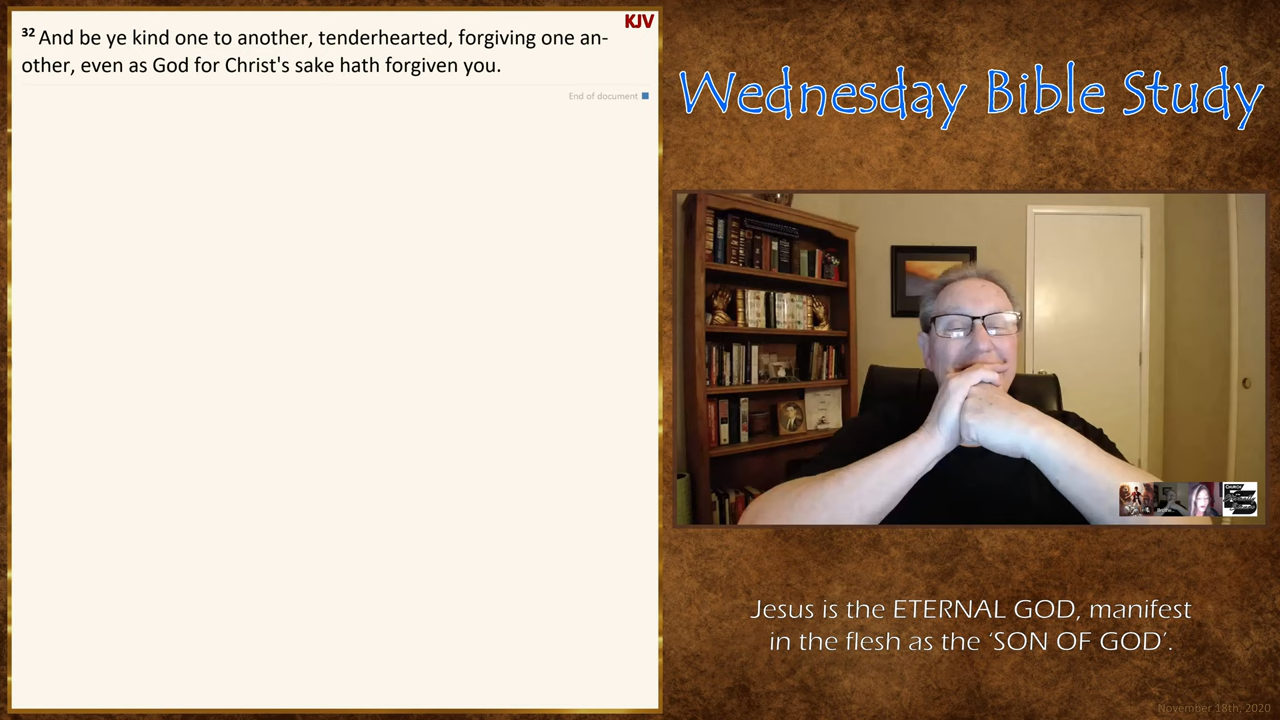 KJV
32 And be ye kind one to another, tenderhearted, forgiving one an-
other, even as God for Christ's sake hath forgiven you.
End of document
Wednesday Bible Study
CHURCH
Jesus is the ETERNAL GOD, manifest
in the flesh as the ‘SON OF GOD’.
November 18th, 2020